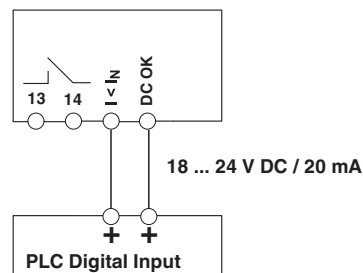 13 14 I < IN DC OK
18 ... 24 V DC / 20 mA
+ +
PLC Digital Input